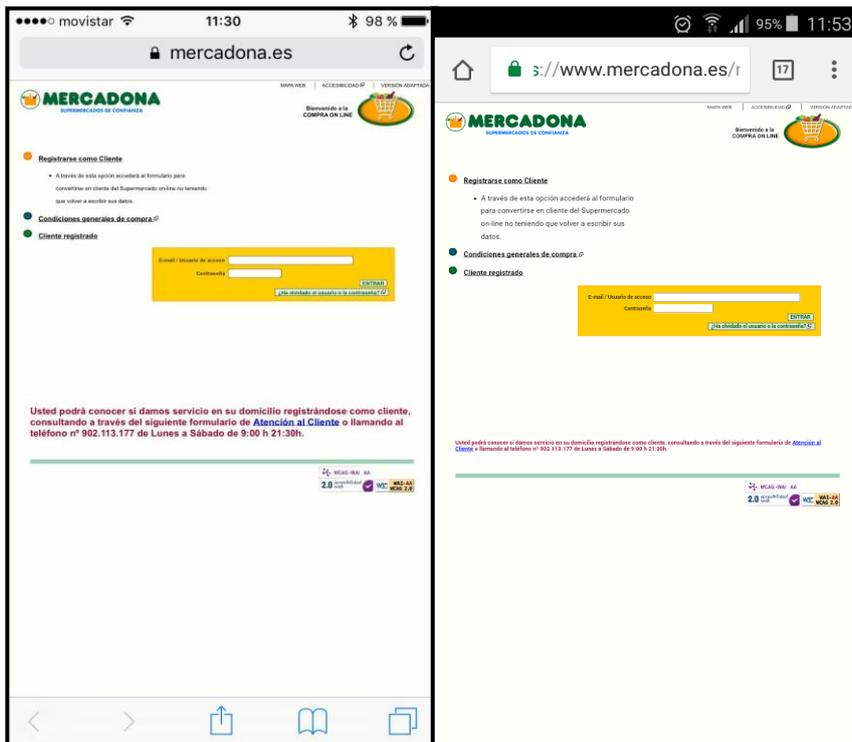 movistar 11:30 98 %
mercadona.es
MAPA WEB | ACCESIBILIDAD | VERSIÓN ADAPTADA
MERCADONA
SUPERMERCADOS DE CONFIANZA
Bienvenido a la
COMPRA ON LINE
Registrarse como Cliente
• A través de esta opción accederá al formulario para
convertirse en cliente del Supermercado on-line no teniendo
que volver a escribir sus datos.
Condiciones generales de compra
Cliente registrado
E-mail / Usuario de acceso
Contraseña
ENTRAR
¿Ha olvidado el usuario o la contraseña?
Usted podrá conocer si damos servicio en su domicilio registrándose como cliente,
consultando a través del siguiente formulario de Atención al Cliente o llamando al
teléfono nº 902.113.177 de Lunes a Sábado de 9:00 h 21:30h.
WCAG-WAI AA
2.0 accesibilidad web WAI-AA
WCAG 2.0
95% 11:53
s://www.mercadona.es/r 17
MAPA WEB | ACCESIBILIDAD | VERSIÓN ADAPTAD
MERCADONA
SUPERMERCADOS DE CONFIANZA
Bienvenido a la
COMPRA ON LINE
Registrarse como Cliente
• A través de esta opción accederá al formulario
para convertirse en cliente del Supermercado
on-line no teniendo que volver a escribir sus
datos.
Condiciones generales de compra
Cliente registrado
E-mail / Usuario de acceso
Contraseña
ENTRAR
¿Ha olvidado el usuario o la contraseña?
Usted podrá conocer si damos servicio en su domicilio registrándose como cliente, consultando a través del siguiente formulario de Atención al
Cliente o llamando al teléfono nº 902.113.177 de Lunes a Sábado de 9:00 h 21:30h.
WCAG-WAI AA
2.0 accesibilidad web WAI-AA
WCAG 2.0